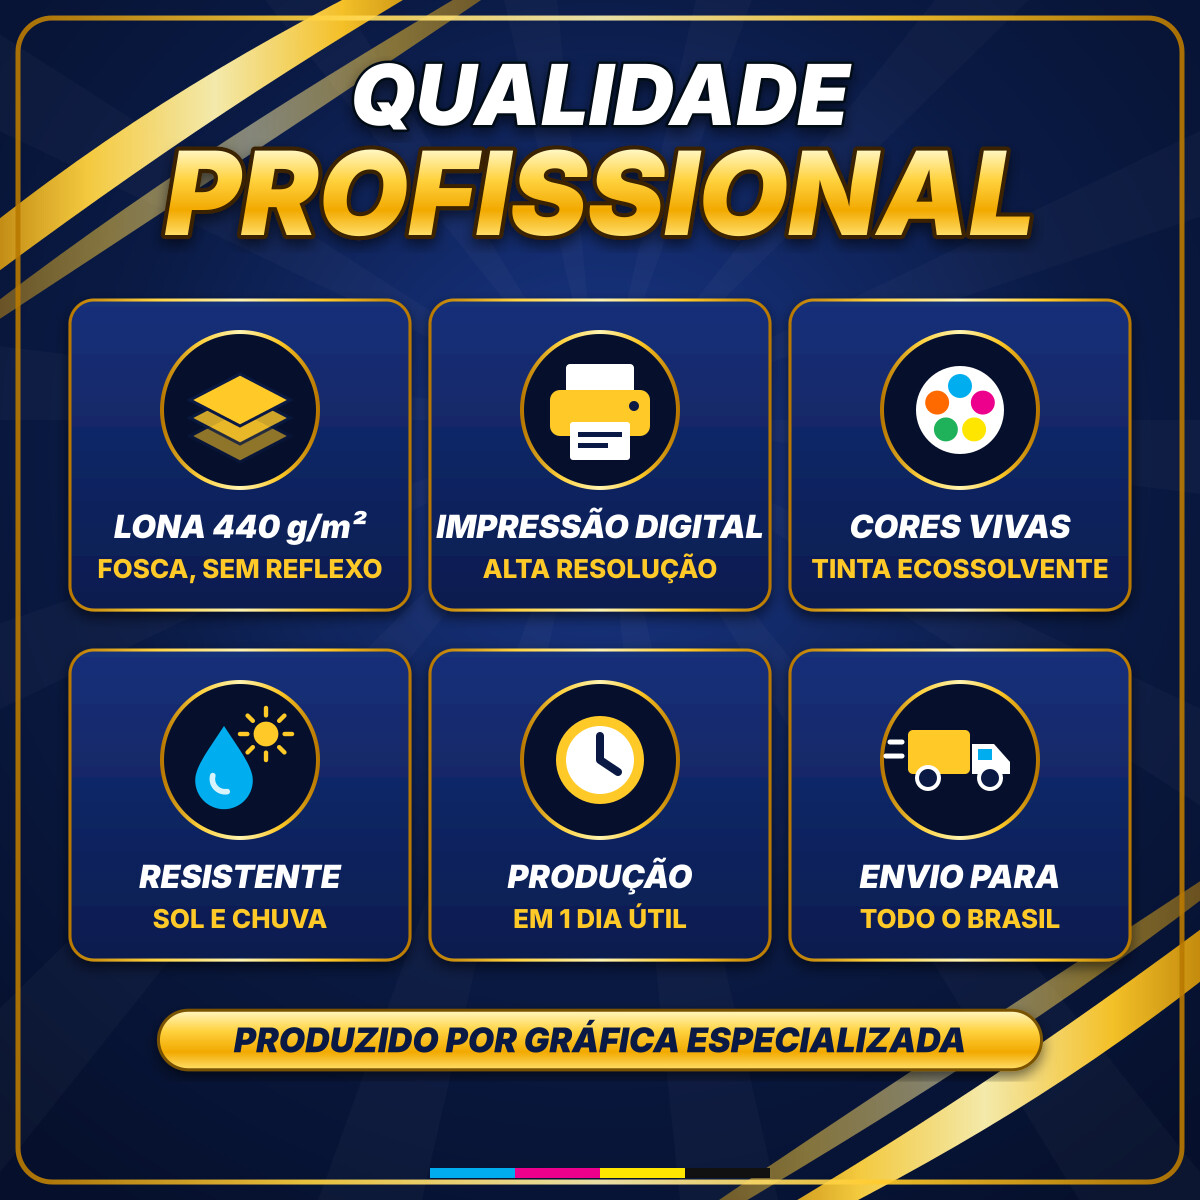 QUALIDADE
PROFISSIONAL
LONA 440 g/m²
FOSCA, SEM REFLEXO
IMPRESSÃO DIGITAL
ALTA RESOLUÇÃO
CORES VIVAS
TINTA ECOSSOLVENTE
RESISTENTE
SOL E CHUVA
PRODUÇÃO
EM 1 DIA ÚTIL
ENVIO PARA
TODO O BRASIL
PRODUZIDO POR GRÁFICA ESPECIALIZADA